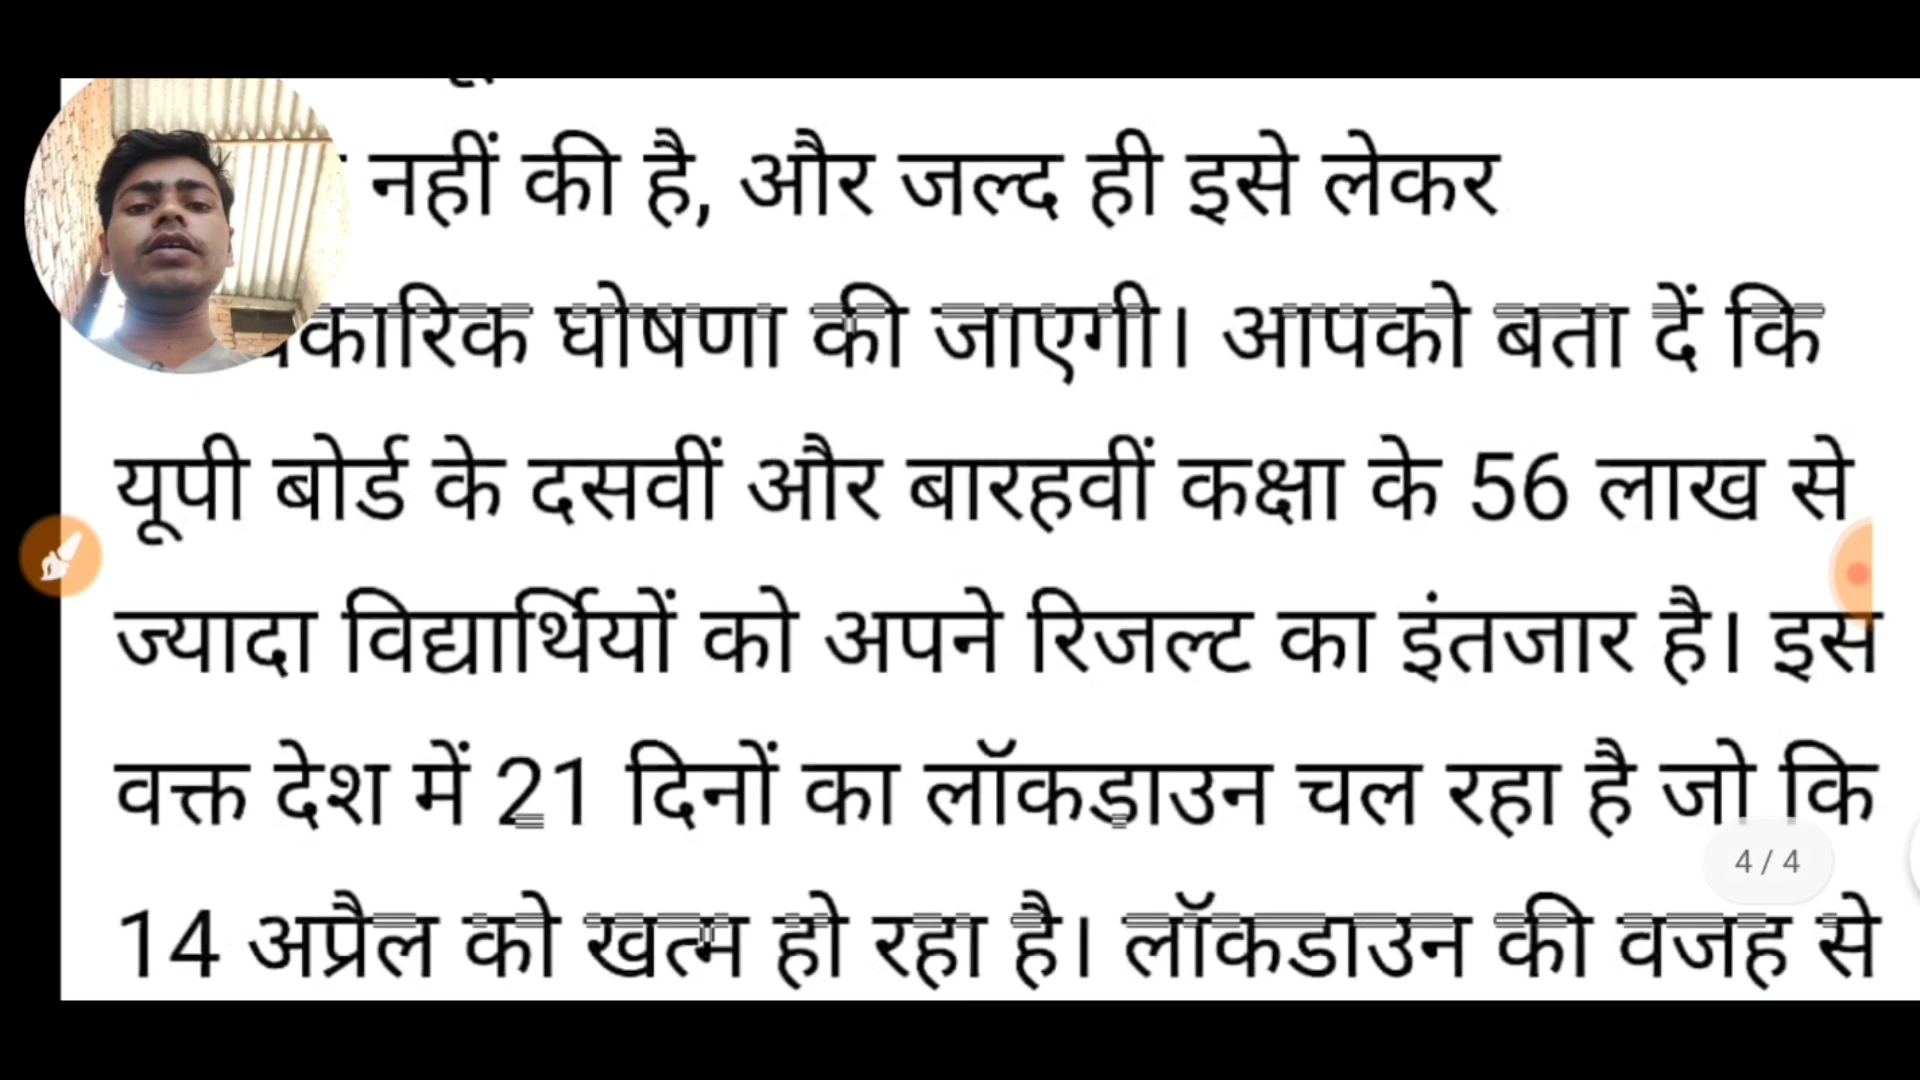 नहीं की है, और जल्द ही इसे लेकर
घोषणा की जाएगी। आपको बता दें कि
यूपी बोर्ड के दसवीं और बारहवीं कक्षा के 56 लाख से
ज्यादा विद्यार्थियों को अपने रिजल्ट का इंतजार है। इस
वक्त देश में 21 दिनों का लॉकडाउन चल रहा है जो कि
4 / 4
14 अप्रैल को खत्म हो रहा है। लॉकडाउन की वजह से